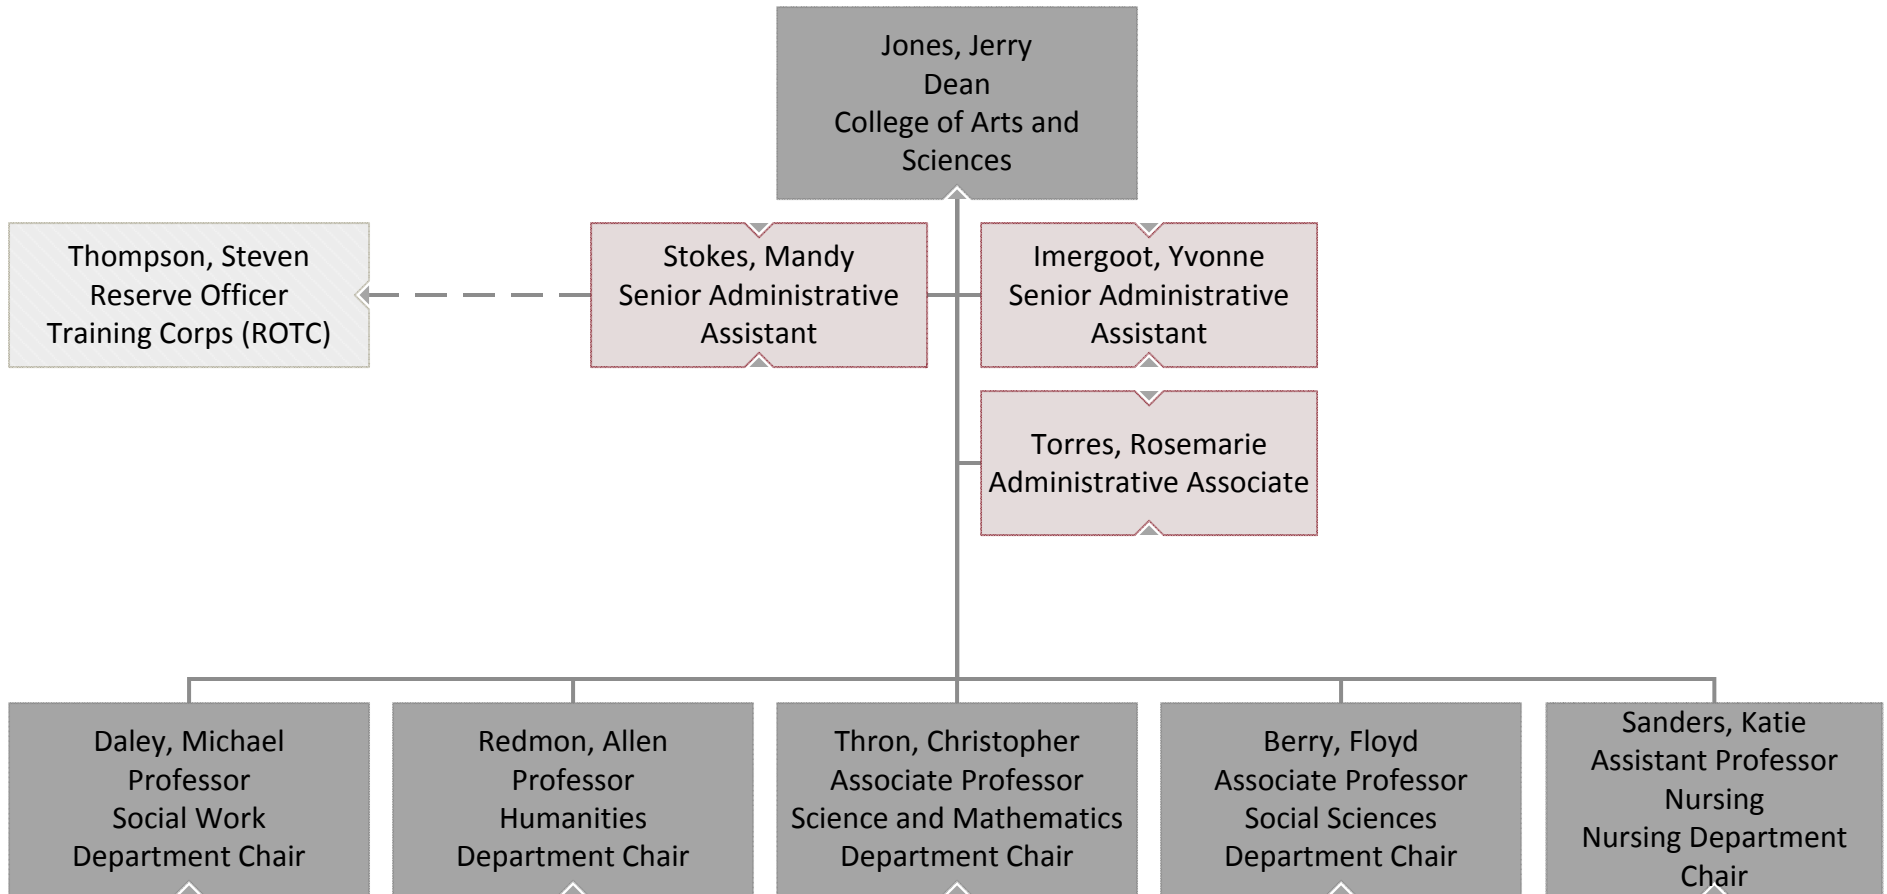 Jones, Jerry
Dean
College of Arts and
Sciences
Thompson, Steven
Reserve Officer
Training Corps (ROTC)
Stokes, Mandy
Senior Administrative
Assistant
Imergoot, Yvonne
Senior Administrative
Assistant
Torres, Rosemarie
Administrative Associate
Daley, Michael
Professor
Social Work
Department Chair
Redmon, Allen
Professor
Humanities
Department Chair
Thron, Christopher
Associate Professor
Science and Mathematics
Department Chair
Berry, Floyd
Associate Professor
Social Sciences
Department Chair
Sanders, Katie
Assistant Professor
Nursing
Nursing Department
Chair